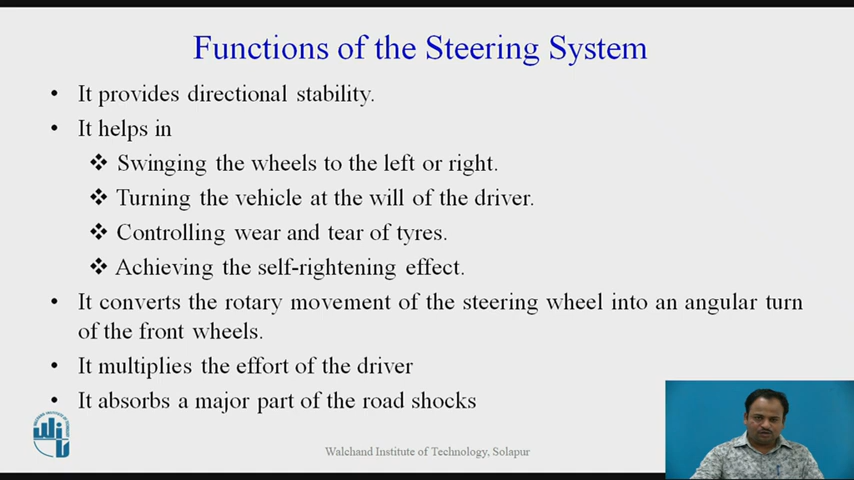 Functions of the Steering System
• It provides directional stability.
• It helps in
❖ Swinging the wheels to the left or right.
❖ Turning the vehicle at the will of the driver.
❖ Controlling wear and tear of tyres.
❖ Achieving the self-rightening effect.
• It converts the rotary movement of the steering wheel into an angular turn
of the front wheels.
• It multiplies the effort of the driver
• It absorbs a major part of the road shocks
Walchand Institute of Technology, Solapur